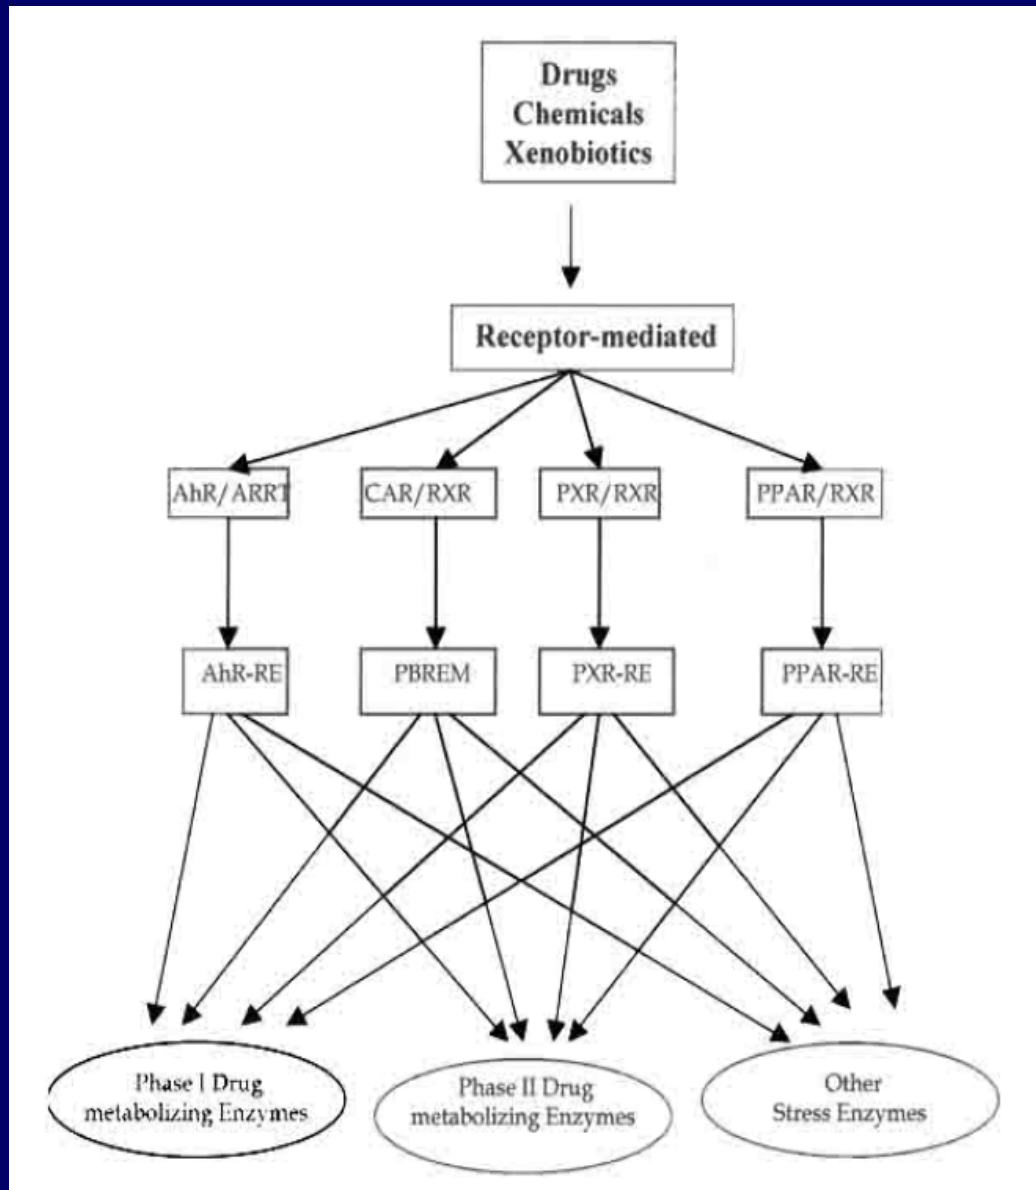 Drugs
Chemicals
Xenobiotics
Receptor-mediated
AhR/ARRT
CAR/RXR
PXR/RXR
PPAR/RXR
AhR-RE
PBREM
PXR-RE
PPAR-RE
Phase I Drug
metabolizing Enzymes
Phase II Drug
metabolizing Enzymes
Other
Stress Enzymes